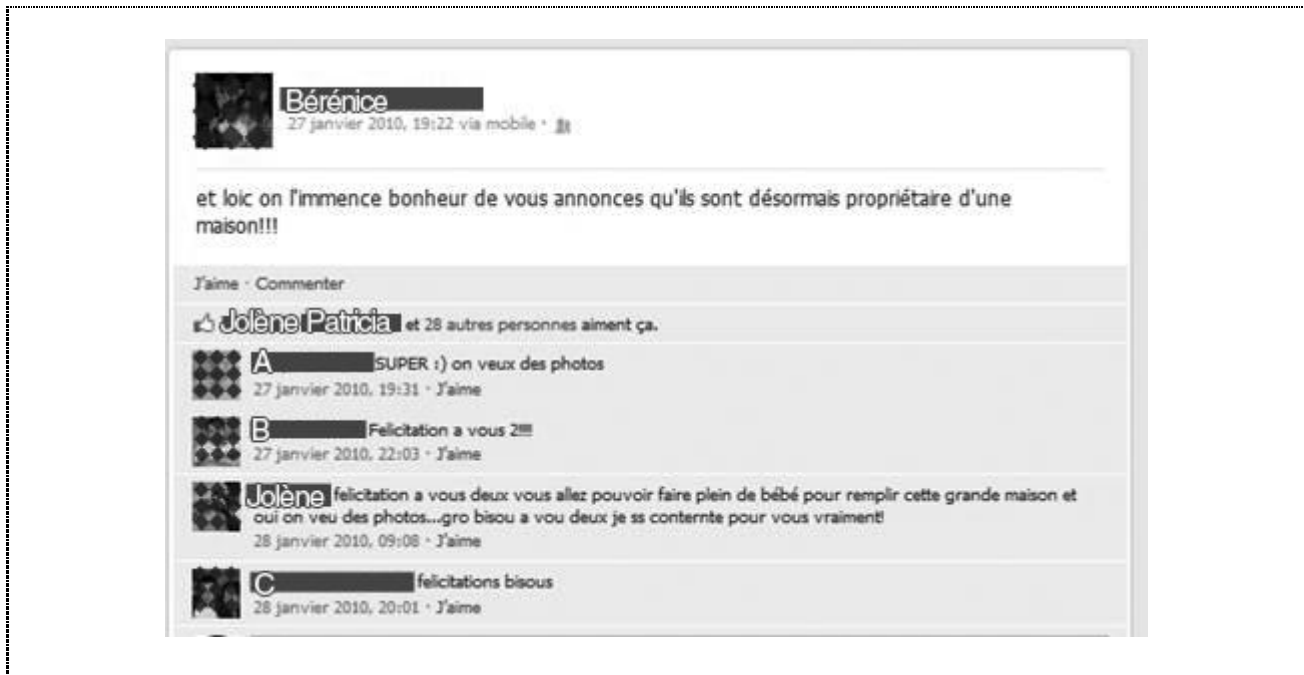 Bérénice
27 janvier 2010, 19:22 via mobile ·
et loic on l'immence bonheur de vous annonces qu'ils sont désormais propriétaire d'une
maison!!!
J'aime · Commenter
Jolène Patricia et 28 autres personnes aiment ça.
A SUPER :) on veux des photos
27 janvier 2010, 19:31 · J'aime
B Felicitation a vous 2!!!!
27 janvier 2010, 22:03 · J'aime
Jolène felicitation a vous deux vous allez pouvoir faire plein de bébé pour remplir cette grande maison et
oui on veu des photos...gro bisou a vou deux je ss conternte pour vous vraiment!
28 janvier 2010, 09:08 · J'aime
C felicitations bisous
28 janvier 2010, 20:01 · J'aime